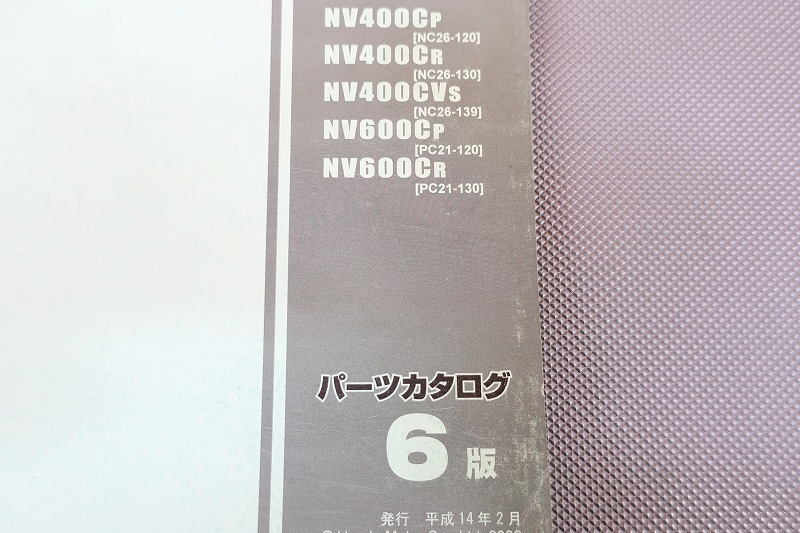 NV400CP
[NC26-120]
NV400CR
[NC26-130]
NV400CVS
[NC26-139]
NV600CP
[PC21-120]
NV600CR
[PC21-130]
パーツカタログ
6版
発行 平成14年2月